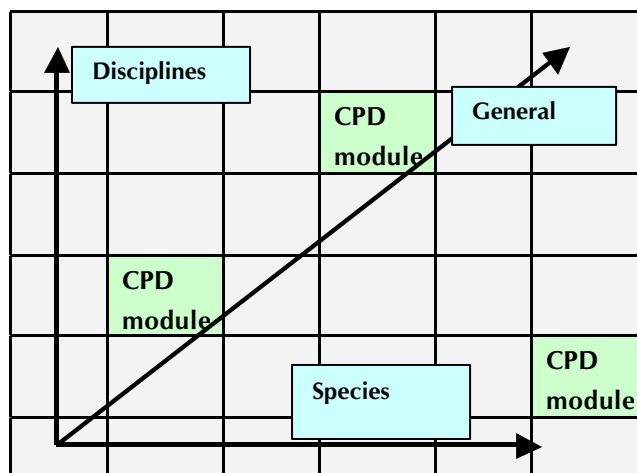 Disciplines
CPD
module
General
CPD
module
Species
CPD
module